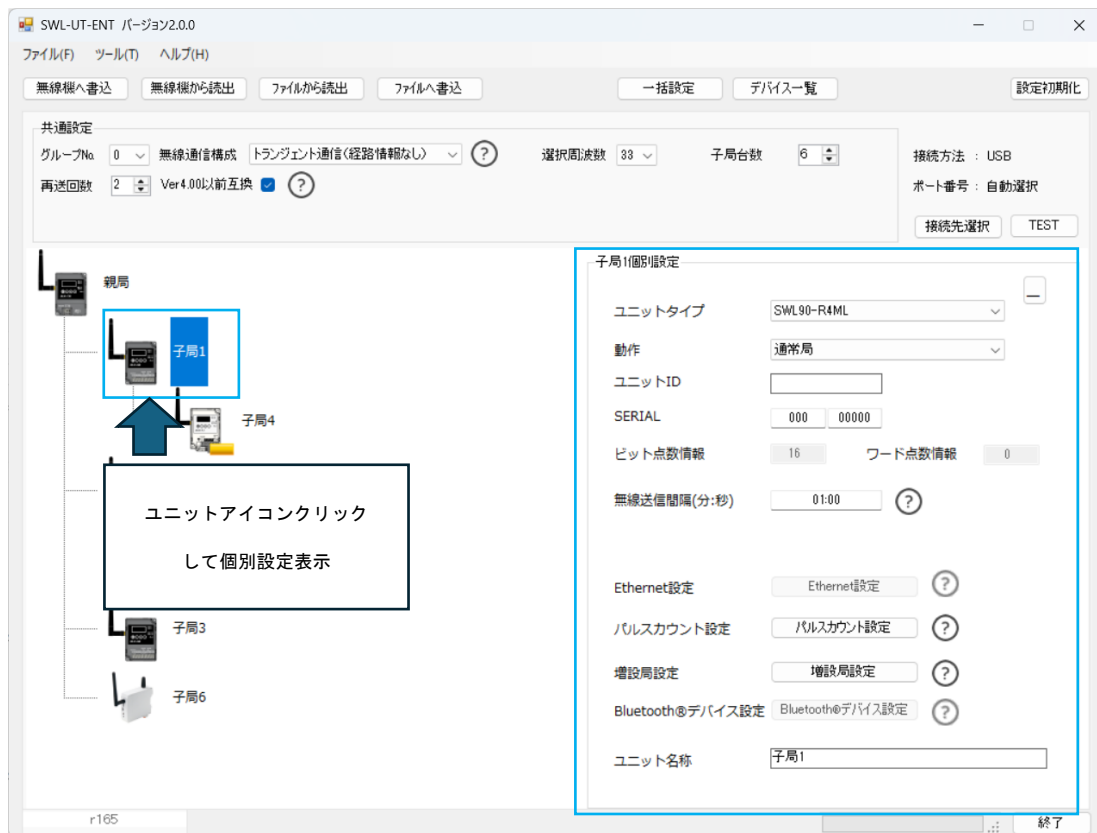 SWL-UT-ENT バージョン2.0.0
ファイル(F) ツール(T) ヘルプ(H)
無線機へ書込 無線機から読出 ファイルから読出 ファイルへ書込 一括設定 デバイス一覧 設定初期化
共通設定
グループNo. 0 無線通信構成 トランジェント通信(経路情報なし) ? 選択周波数 33 子局台数 6
再送回数 2 Ver4.00以前互換 ?
接続方法 : USB
ポート番号 : 自動選択
接続先選択 TEST
親局
子局1
子局4
ユニットアイコンクリック
して個別設定表示
子局3
子局6
子局1個別設定
...
ユニットタイプ SWL90-R4ML
動作 通常局
ユニットID
SERIAL 000 00000
ビット点数情報 16 ワード点数情報 0
無線送信間隔(分:秒) 01:00 ?
Ethernet設定 Ethernet設定 ?
パルスカウント設定 パルスカウント設定 ?
増設局設定 増設局設定 ?
Bluetooth®デバイス設定 Bluetooth®デバイス設定 ?
ユニット名称 子局1
r165
終了